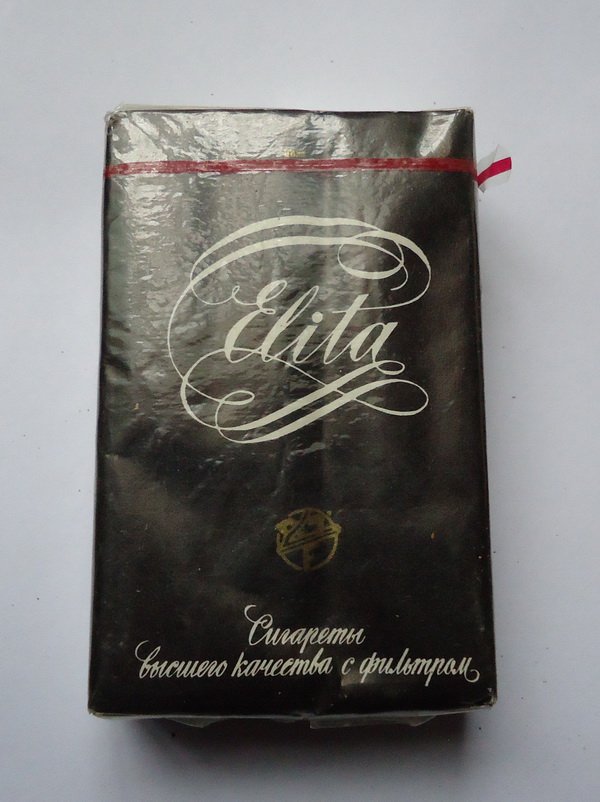 Elita
Сигареты
высшего качества с фильтром